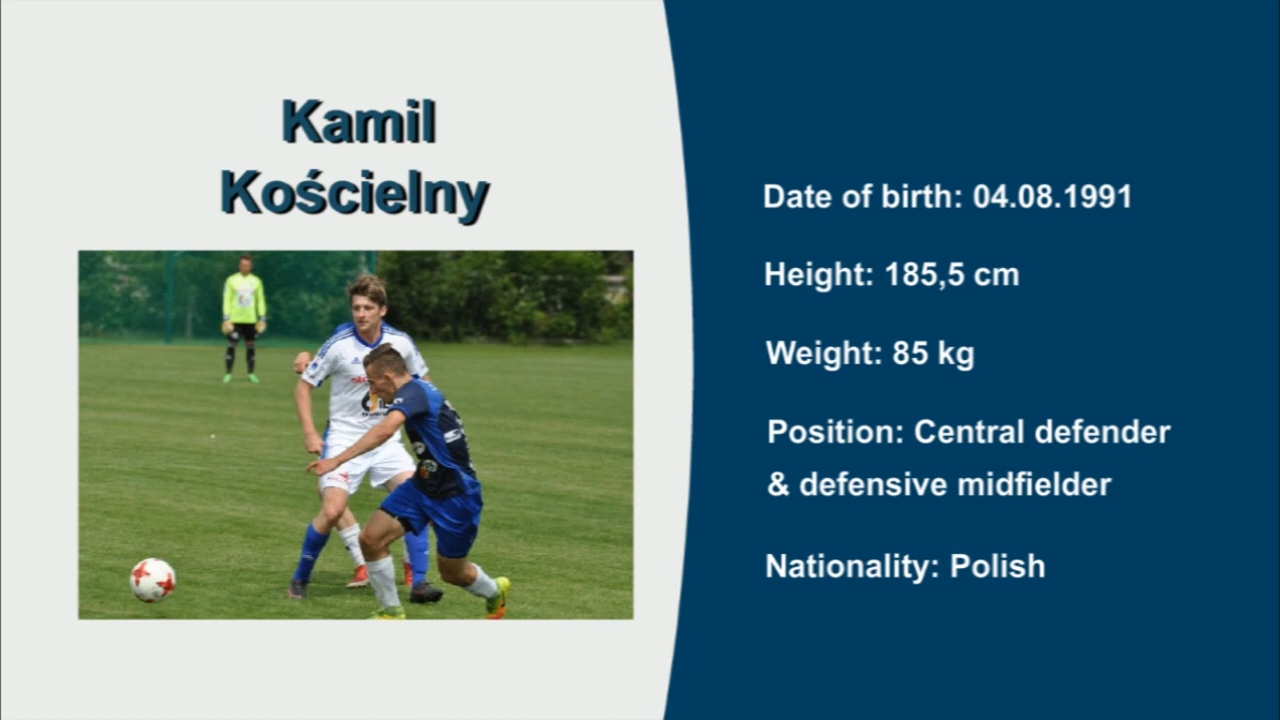 Kamil
Kościelny
Date of birth: 04.08.1991
Height: 185,5 cm
Weight: 85 kg
Position: Central defender
& defensive midfielder
Nationality: Polish